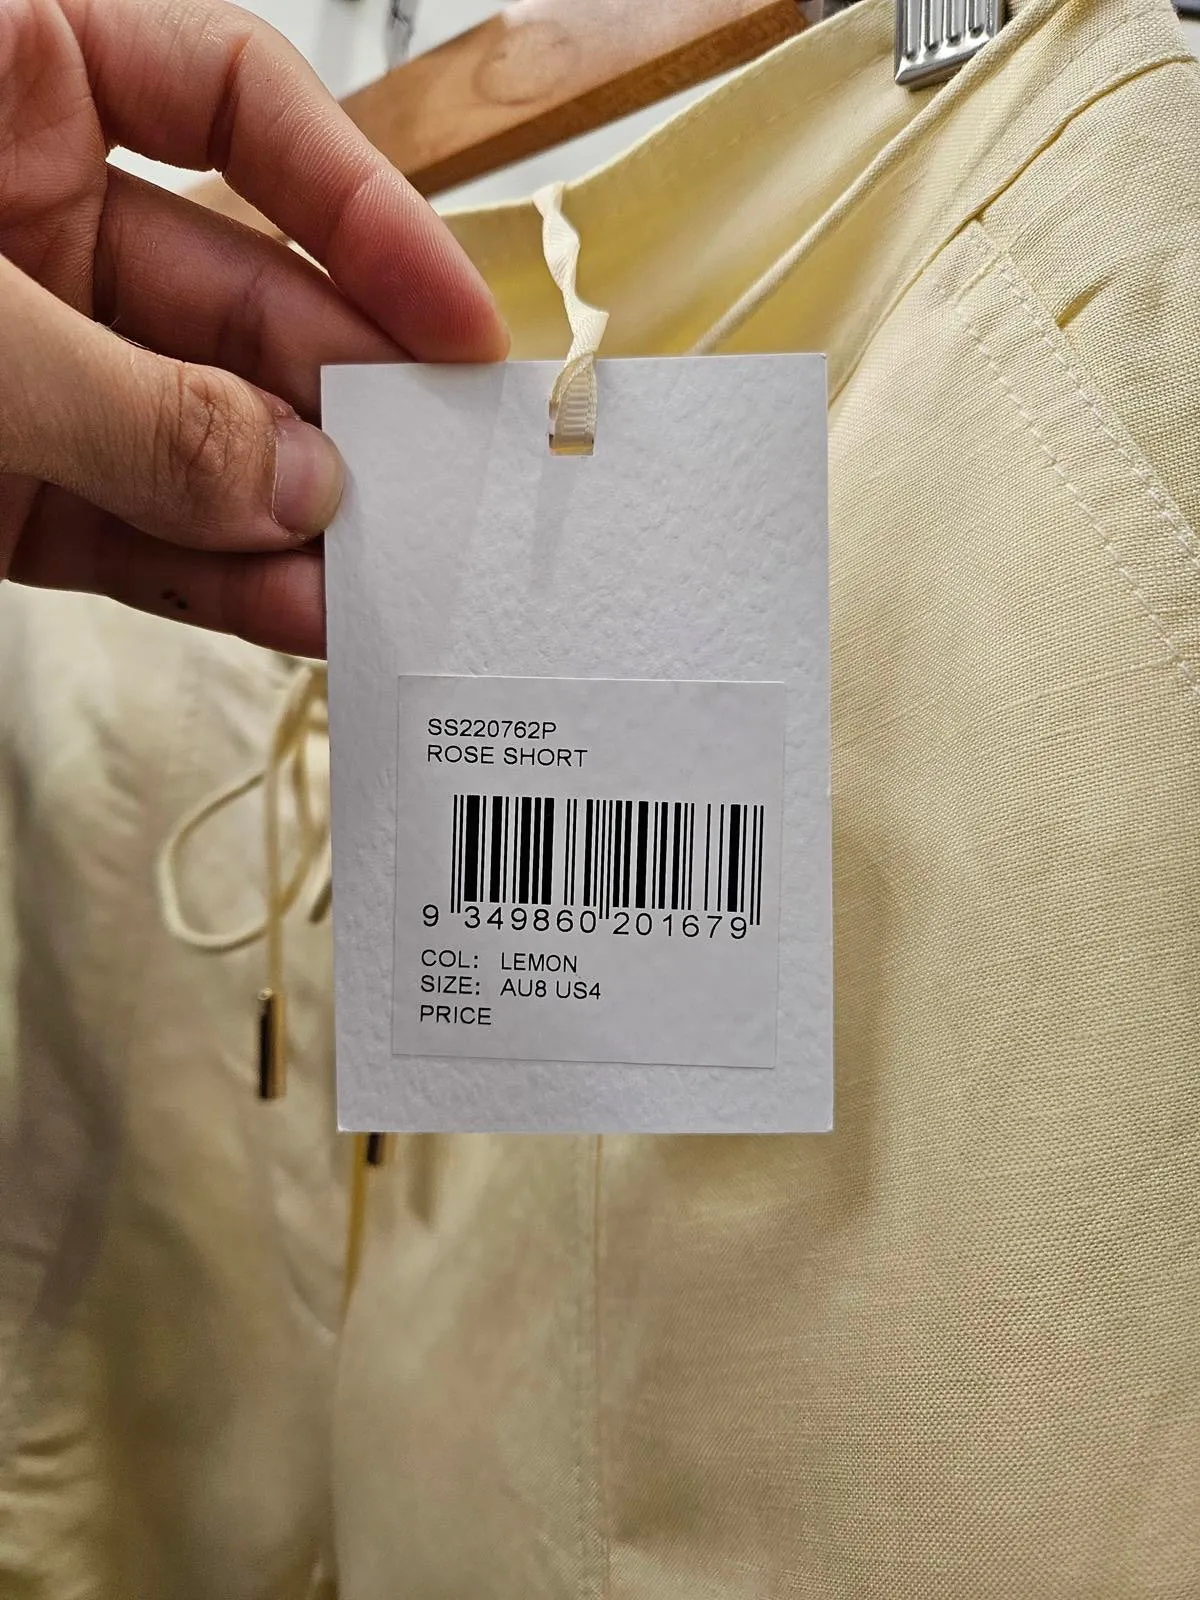 SS220762P
ROSE SHORT
9 349860 201679
COL: LEMON
SIZE: AU8 US4
PRICE